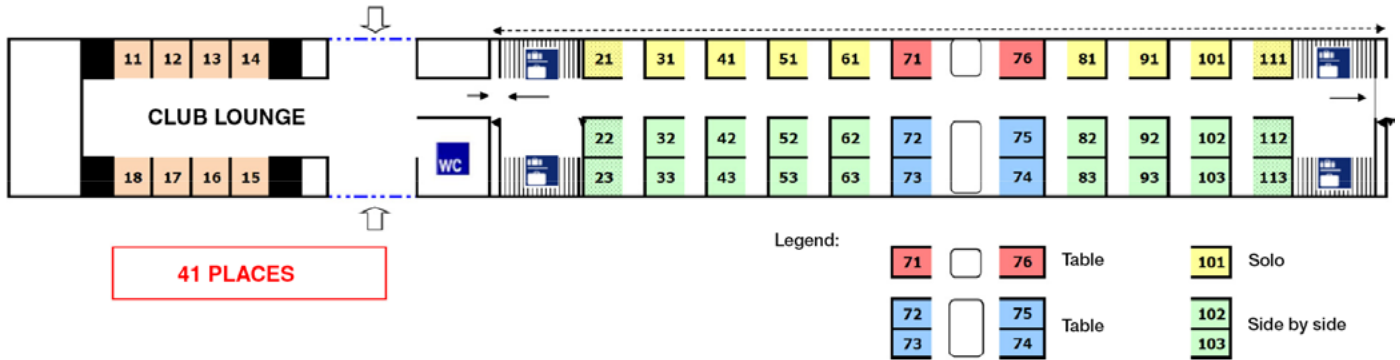 11 12 13 14 21 31 41 51 61 71 76 81 91 101 111
CLUB LOUNGE
22 32 42 52 62 72 75 82 92 102 112
WC
18 17 16 15 23 33 43 53 63 73 74 83 93 103 113
Legend:
41 PLACES
71 76 Table 101 Solo
72 75 102
Table Side by side
73 74 103